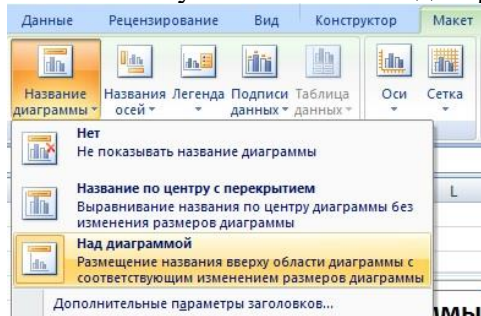 Данные Рецензирование Вид Конструктор Макет
Название диаграммы
Названия осей
Легенда
Подписи данных
Таблица данных
Оси
Сетка
Нет
Не показывать название диаграммы
Название по центру с перекрытием
Выравнивание названия по центру диаграммы без
изменения размеров диаграммы
L
Над диаграммой
Размещение названия вверху области диаграммы с
соответствующим изменением размеров диаграммы
Дополнительные параметры заголовков...
ММЫ